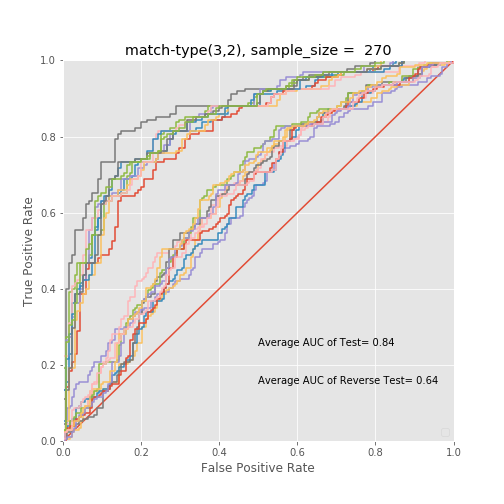 match-type(3,2), sample_size =  270
1.0
0.8
0.6
0.4
0.2
0.0
True Positive Rate
Average AUC of Test= 0.84
Average AUC of Reverse Test= 0.64
0.0 0.2 0.4 0.6 0.8 1.0
False Positive Rate